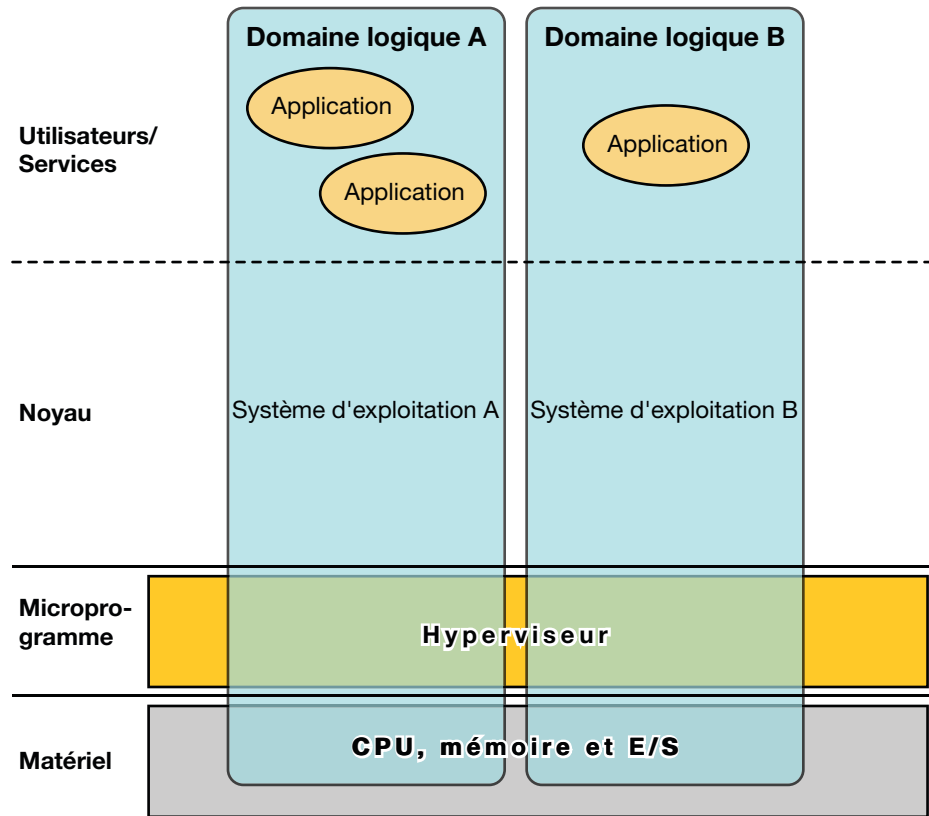 Domaine logique A
Domaine logique B
Application
Application
Application
Utilisateurs/
Services
Noyau
Système d'exploitation A
Système d'exploitation B
Micropro-
gramme
Hyperviseur
Matériel
CPU, mémoire et E/S